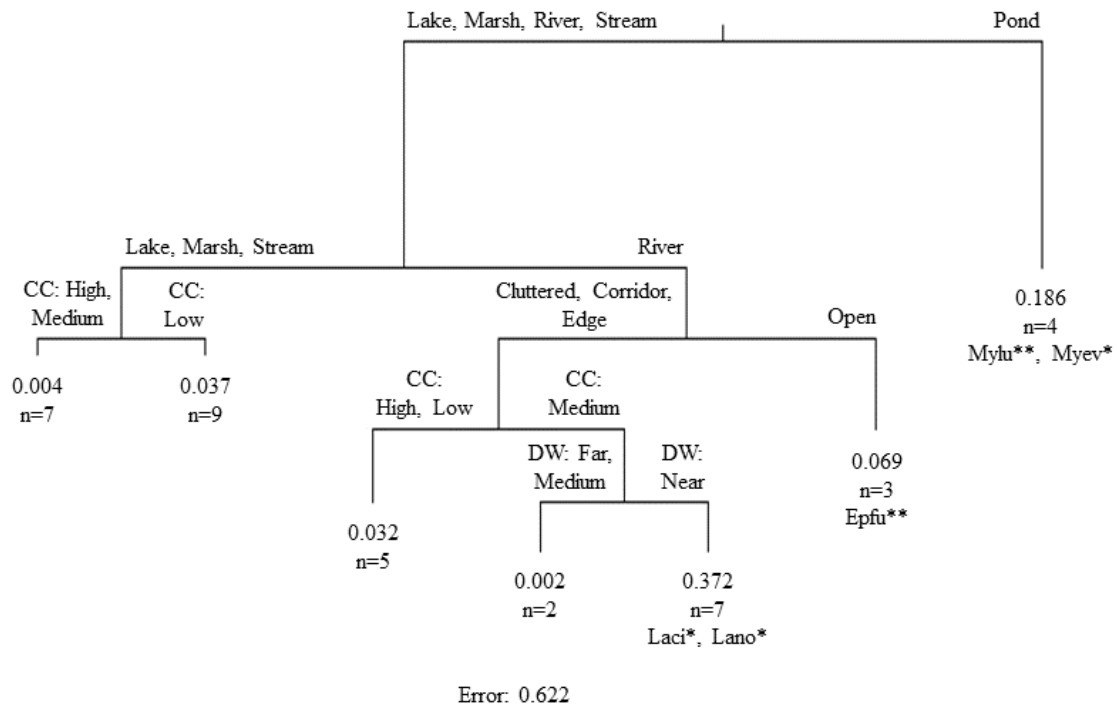 Lake, Marsh, River, Stream
Pond
Lake, Marsh, Stream
River
CC: High,
Medium
CC:
Low
Cluttered, Corridor,
Edge
Open
0.186
n=4
Mylu**, Myev*
0.004
n=7
0.037
n=9
CC:
High, Low
CC:
Medium
DW: Far,
Medium
DW:
Near
0.069
n=3
Epfu**
0.032
n=5
0.002
n=2
0.372
n=7
Laci*, Lano*
Error: 0.622